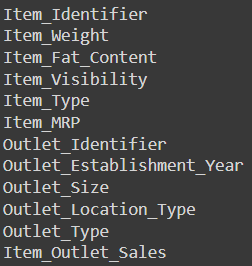 Item_Identifier
Item_Weight
Item_Fat_Content
Item_Visibility
Item_Type
Item_MRP
Outlet_Identifier
Outlet_Establishment_Year
Outlet_Size
Outlet_Location_Type
Outlet_Type
Item_Outlet_Sales